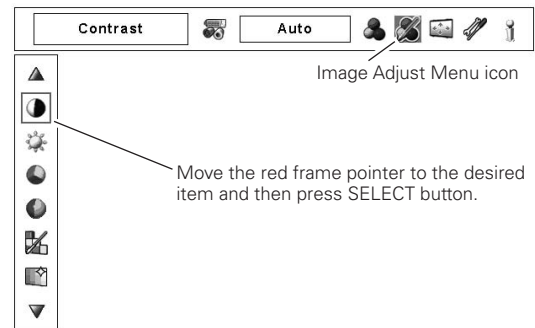 Contrast
Auto
Image Adjust Menu icon
Move the red frame pointer to the desired
item and then press SELECT button.